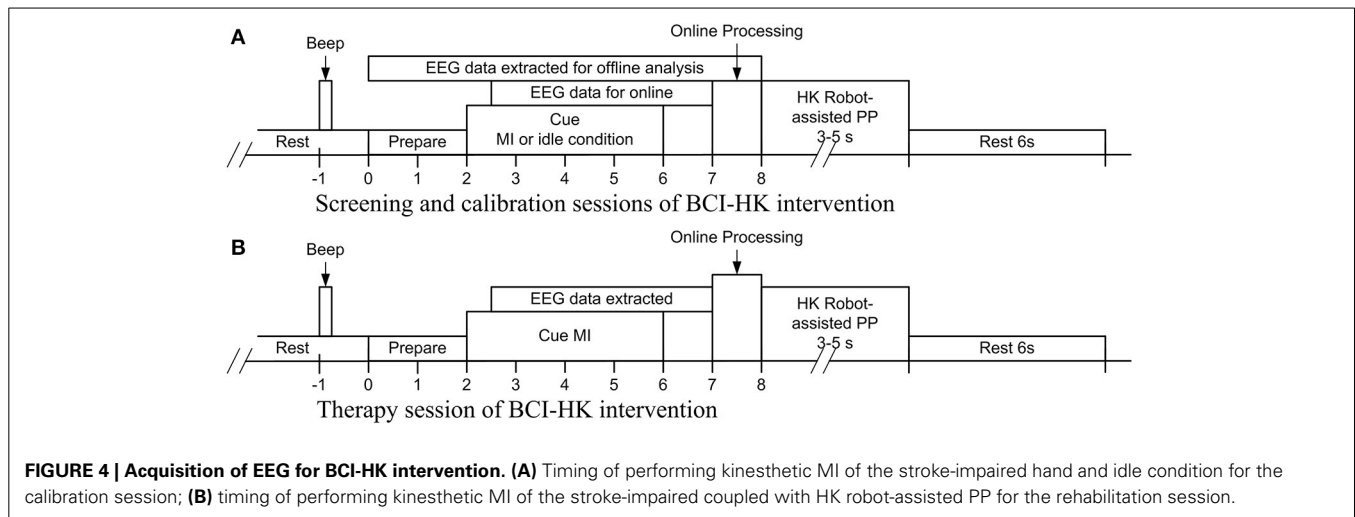 A
Beep
Online Processing
EEG data extracted for offline analysis
EEG data for online
Cue
MI or idle condition
HK Robot-
assisted PP
3-5 s
Rest
Prepare
Rest 6s
-1 0 1 2 3 4 5 6 7 8
Screening and calibration sessions of BCI-HK intervention
B
Beep
Online Processing
EEG data extracted
Cue MI
HK Robot-
assisted PP
3-5 s
Rest
Prepare
Rest 6s
-1 0 1 2 3 4 5 6 7 8
Therapy session of BCI-HK intervention
FIGURE 4 | Acquisition of EEG for BCI-HK intervention. (A) Timing of performing kinesthetic MI of the stroke-impaired hand and idle condition for the
calibration session; (B) timing of performing kinesthetic MI of the stroke-impaired coupled with HK robot-assisted PP for the rehabilitation session.